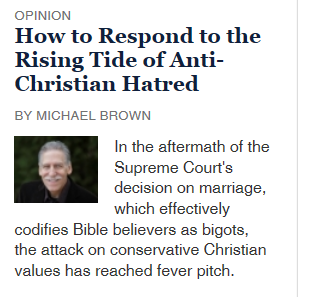 OPINION
How to Respond to the
Rising Tide of Anti-
Christian Hatred
BY MICHAEL BROWN
In the aftermath of the
Supreme Court's
decision on marriage,
which effectively
codifies Bible believers as bigots,
the attack on conservative Christian
values has reached fever pitch.